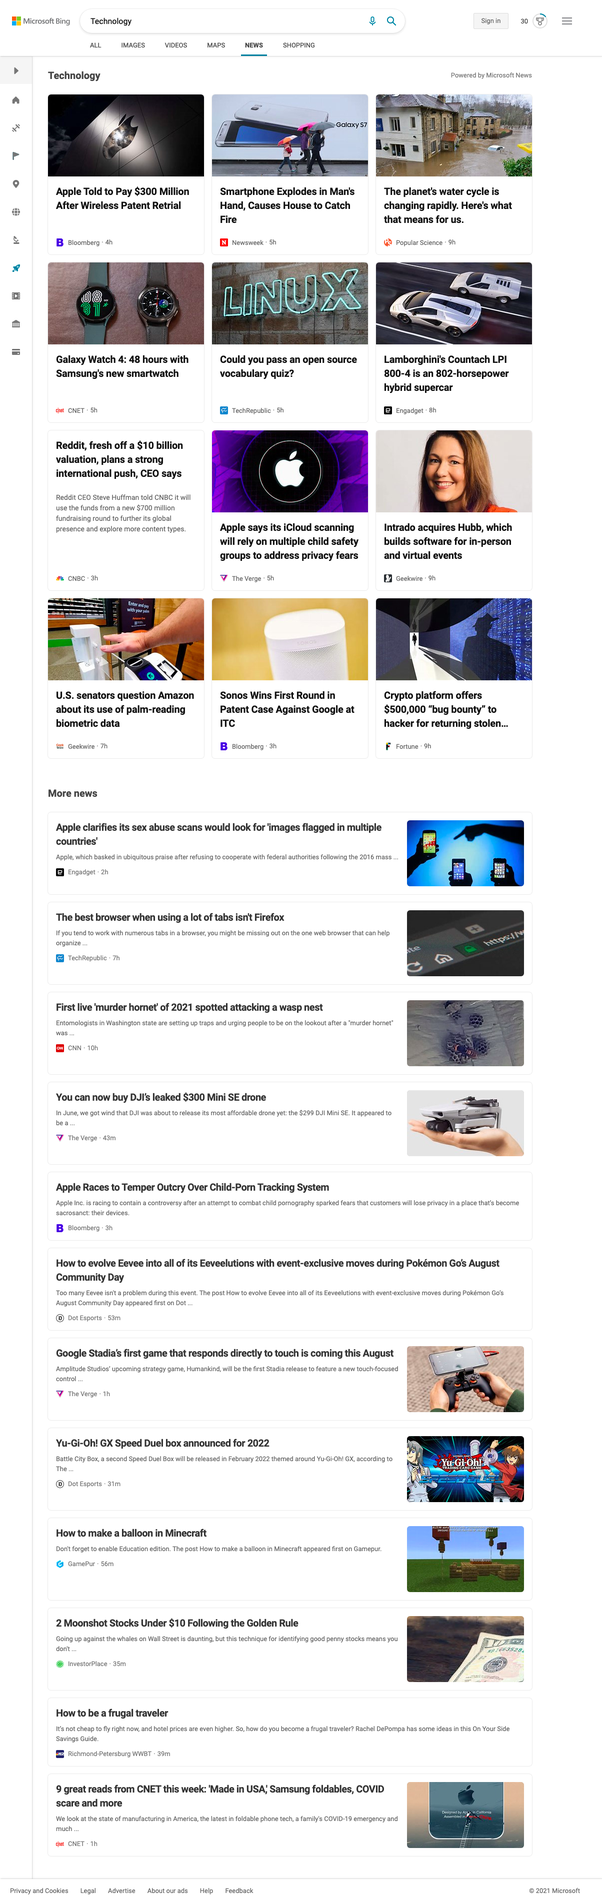 Microsoft Bing
Technology
Sign in
30
ALL
IMAGES
VIDEOS
MAPS
NEWS
SHOPPING
Technology
Powered by Microsoft News
Galaxy S7
Apple Told to Pay $300 Million
After Wireless Patent Retrial
Bloomberg · 4h
Smartphone Explodes in Man's
Hand, Causes House to Catch
Fire
Newsweek · 5h
The planet's water cycle is
changing rapidly. Here's what
that means for us.
Popular Science · 9h
LINUX
Galaxy Watch 4: 48 hours with
Samsung's new smartwatch
CNET · 5h
Could you pass an open source
vocabulary quiz?
TechRepublic · 5h
Lamborghini's Countach LPI
800-4 is an 802-horsepower
hybrid supercar
Engadget · 8h
Reddit, fresh off a $10 billion
valuation, plans a strong
international push, CEO says
Reddit CEO Steve Huffman told CNBC it will
use the funds from a new $700 million
fundraising round to further its global
presence and explore more content types.
CNBC · 3h
Apple says its iCloud scanning
will rely on multiple child safety
groups to address privacy fears
The Verge · 5h
Intrado acquires Hubb, which
builds software for in-person
and virtual events
Geekwire · 9h
Enter and
pay with
your palm.
U.S. senators question Amazon
about its use of palm-reading
biometric data
Geekwire · 7h
Sonos Wins First Round in
Patent Case Against Google at
ITC
Bloomberg · 3h
Crypto platform offers
$500,000 “bug bounty” to
hacker for returning stolen...
Fortune · 9h
More news
Apple clarifies its sex abuse scans would look for 'images flagged in multiple
countries'
Apple, which basked in ubiquitous praise after refusing to cooperate with federal authorities following the 2016 mass ...
Engadget · 2h
The best browser when using a lot of tabs isn't Firefox
If you tend to work with numerous tabs in a browser, you might be missing out on the one web browser that can help
organize ...
TechRepublic · 7h
First live 'murder hornet' of 2021 spotted attacking a wasp nest
Entomologists in Washington state are setting up traps and urging people to be on the lookout after a "murder hornet"
was ...
CNN · 10h
You can now buy DJI's leaked $300 Mini SE drone
In June, we got wind that DJI was about to release its most affordable drone yet: the $299 DJI Mini SE. It appeared to
be a ...
The Verge · 43m
Apple Races to Temper Outcry Over Child-Porn Tracking System
Apple Inc. is racing to contain a controversy after an attempt to combat child pornography sparked fears that customers will lose privacy in a place that's become
sacrosanct: their devices.
Bloomberg · 3h
How to evolve Eevee into all of its Eeveelutions with event-exclusive moves during Pokémon Go's August
Community Day
Too many Eevee isn't a problem during this event. The post How to evolve Eevee into all of its Eeveelutions with event-exclusive moves during Pokémon Go's
August Community Day appeared first on Dot ...
Dot Esports · 53m
Google Stadia's first game that responds directly to touch is coming this August
Amplitude Studios' upcoming strategy game, Humankind, will be the first Stadia release to feature a new touch-focused
control ...
The Verge · 1h
Yu-Gi-Oh! GX Speed Duel box announced for 2022
Battle City Box, a second Speed Duel Box will be released in February 2022 themed around Yu-Gi-Oh! GX, according to
The ...
Dot Esports · 31m
Yu-Gi-Oh!
How to make a balloon in Minecraft
Don't forget to enable Education edition. The post How to make a balloon in Minecraft appeared first on Gamepur.
GamePur · 56m
2 Moonshot Stocks Under $10 Following the Golden Rule
Going up against the whales on Wall Street is daunting, but this technique for identifying good penny stocks means you
don't ...
InvestorPlace · 35m
How to be a frugal traveler
It's not cheap to fly right now, and hotel prices are even higher. So, how do you become a frugal traveler? Rachel DePompa has some ideas in this On Your Side
Savings Guide.
Richmond-Petersburg WWBT · 39m
9 great reads from CNET this week: 'Made in USA,' Samsung foldables, COVID
scare and more
We look at the state of manufacturing in America, the latest in foldable phone tech, a family's COVID-19 emergency and
much ...
CNET · 1h
Privacy and Cookies
Legal
Advertise
About our ads
Help
Feedback
© 2021 Microsoft